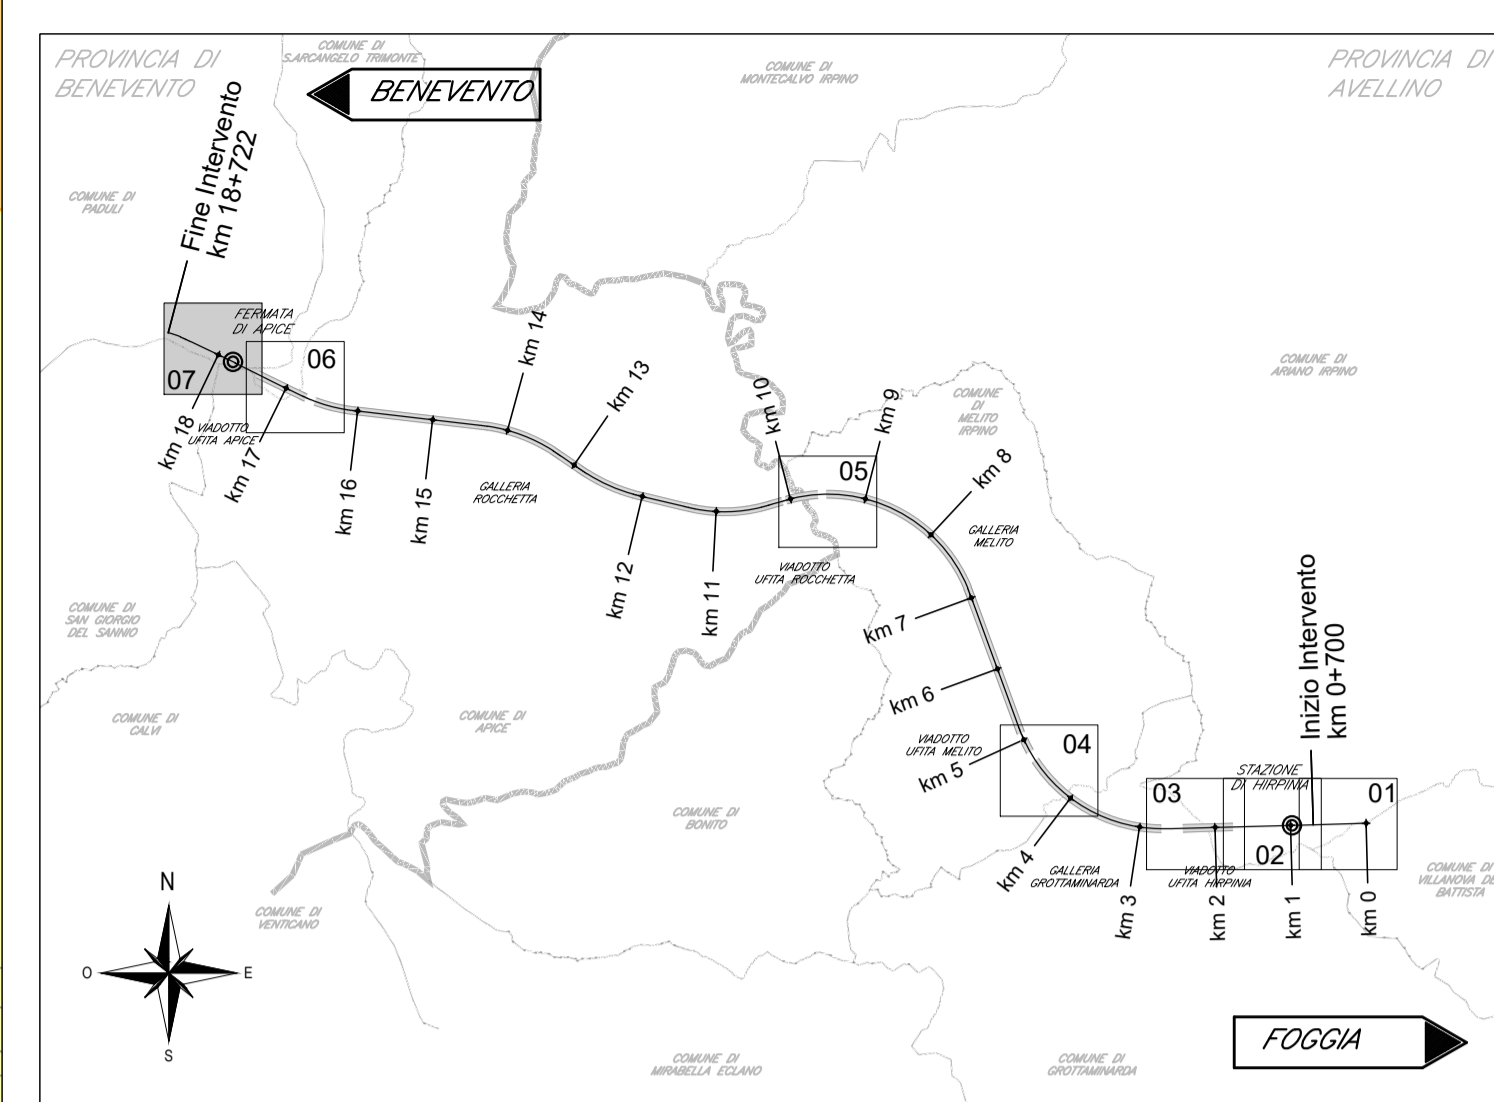 PROVINCIA DI
BENEVENTO
COMUNE DI
S.ARCANGELO TRIMONTE
BENEVENTO
COMUNE DI
MONTECALVO IRPINO
PROVINCIA DI
AVELLINO
Fine Intervento
km 18+722
COMUNE DI
PADULI
FERMATA
DI APICE
06
07
km 18
VIADOTTO
UFITA APICE
km 17
km 16
km 15
km 14
km 13
GALLERIA
ROCCHETTA
km 12
km 11
km 10
km 9
05
VIADOTTO
UFITA ROCCHETTA
COMUNE
DI
MELITO
IRPINO
COMUNE DI
ARIANO IRPINO
km 8
GALLERIA
MELITO
km 7
km 6
VIADOTTO
UFITA MELITO
km 5
04
km 4
GALLERIA
GROTTAMINARDA
03
km 3
VIADOTTO
UFITA HIRPINIA
km 2
STAZIONE
DI HIRPINIA
02
km 1
Inizio Intervento
km 0+700
01
km 0
COMUNE DI
VILLANOVA DE
BATTISTA
COMUNE DI
SAN GIORGIO
DEL SANNIO
COMUNE DI
CALVI
COMUNE DI
APICE
COMUNE DI
BONITO
COMUNE DI
VENTICANO
N
O
E
S
COMUNE DI
MIRABELLA ECLANO
COMUNE DI
GROTTAMINARDA
FOGGIA